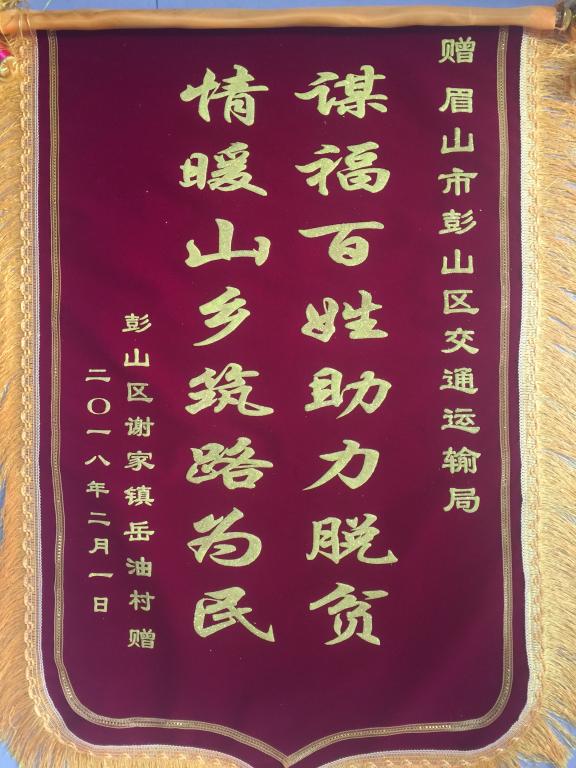 赠眉山市彭山区交通运输局
谋福百姓助力脱贫
情暖山乡筑路为民
彭山区谢家镇岳油村赠
二〇一八年二月一日